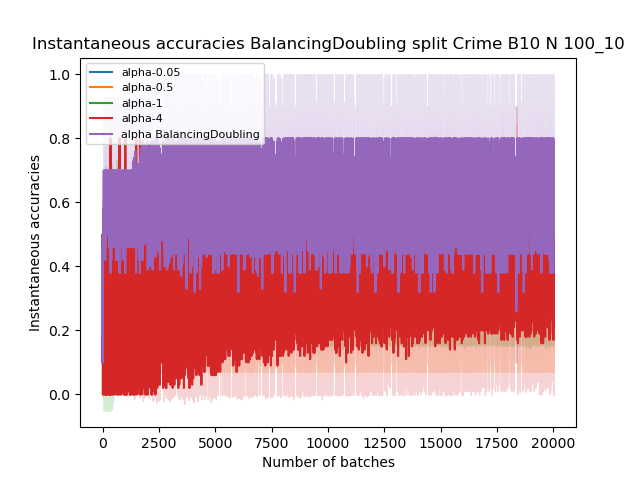 Instantaneous accuracies BalancingDoubling split Crime B10 N 100_10
alpha-0.05
alpha-0.5
alpha-1
alpha-4
alpha BalancingDoubling
1.0
0.8
0.6
0.4
0.2
0.0
Instantaneous accuracies
0 2500 5000 7500 10000 12500 15000 17500 20000
Number of batches